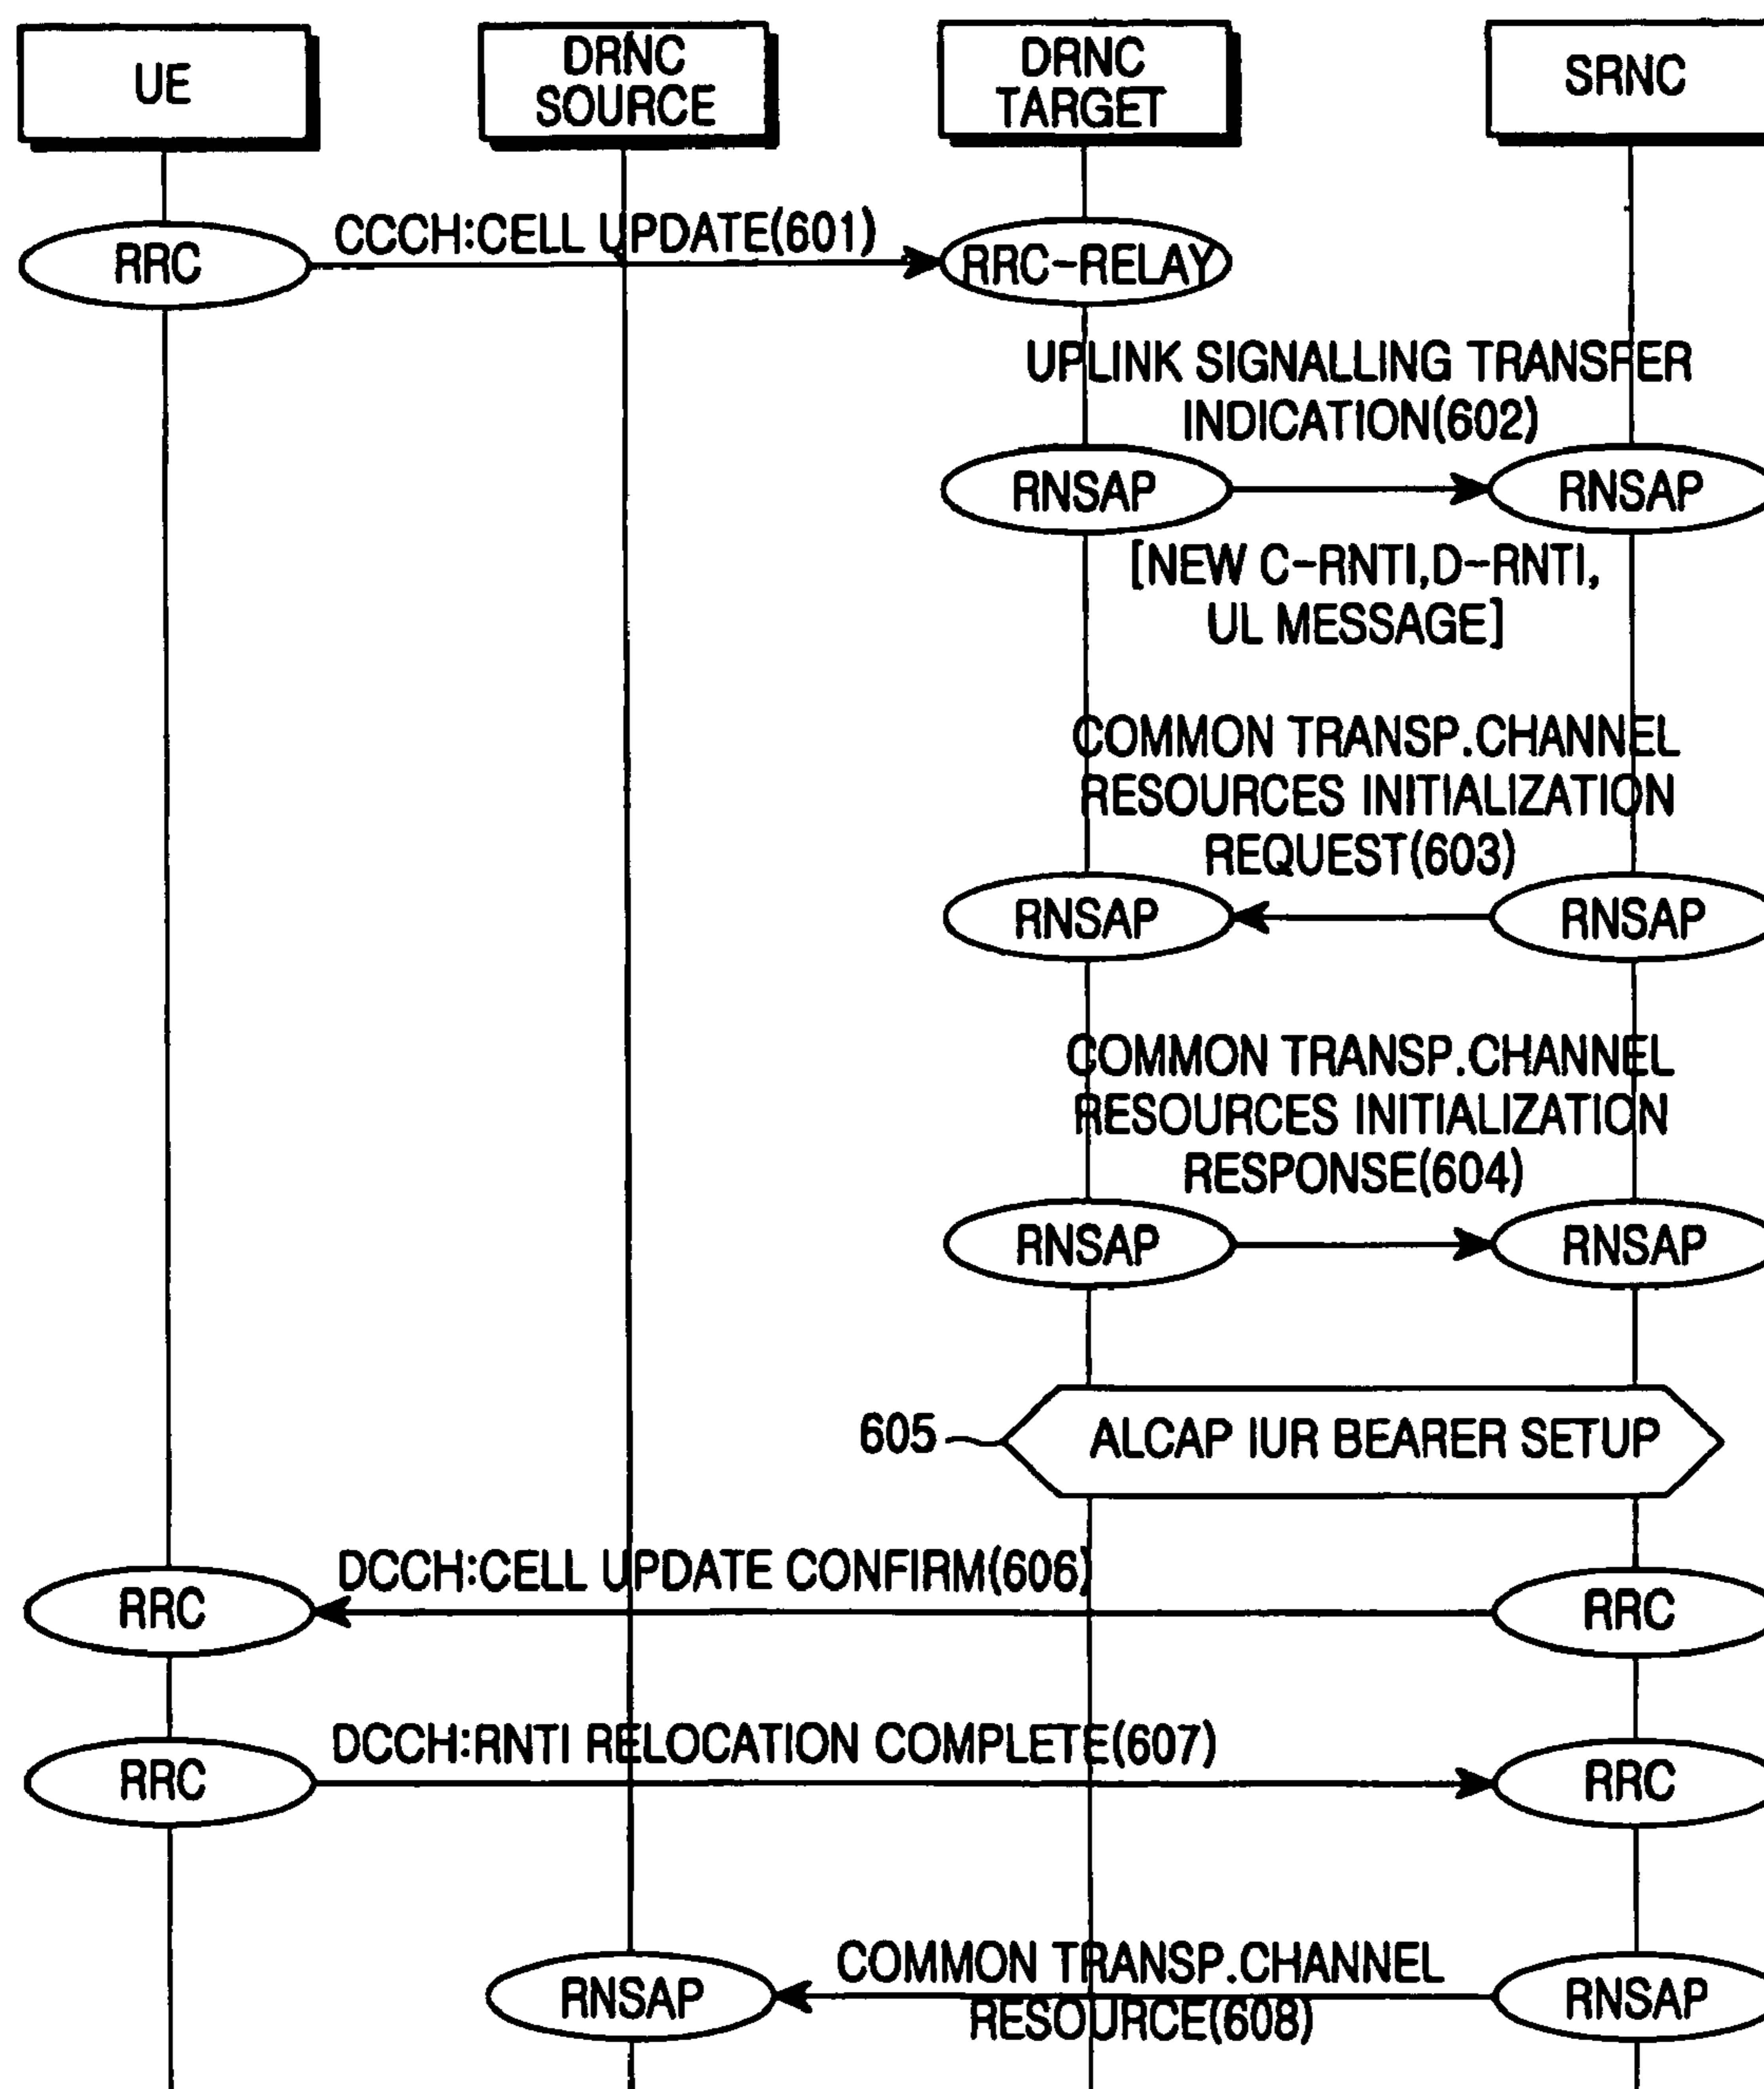 UE
DRNC
SOURCE
DRNC
TARGET
SRNC
CCCH:CELL UPDATE(601)
RRC
RRC-RELAY
UPLINK SIGNALLING TRANSFER
INDICATION(602)
RNSAP
RNSAP
[NEW C-RNTI,D-RNTI,
UL MESSAGE]
COMMON TRANSP.CHANNEL
RESOURCES INITIALIZATION
REQUEST(603)
RNSAP
RNSAP
COMMON TRANSP.CHANNEL
RESOURCES INITIALIZATION
RESPONSE(604)
RNSAP
RNSAP
605
ALCAP IUR BEARER SETUP
DCCH:CELL UPDATE CONFIRM(606)
RRC
RRC
DCCH:RNTI RELOCATION COMPLETE(607)
RRC
RRC
RNSAP
COMMON TRANSP.CHANNEL
RESOURCE(608)
RNSAP